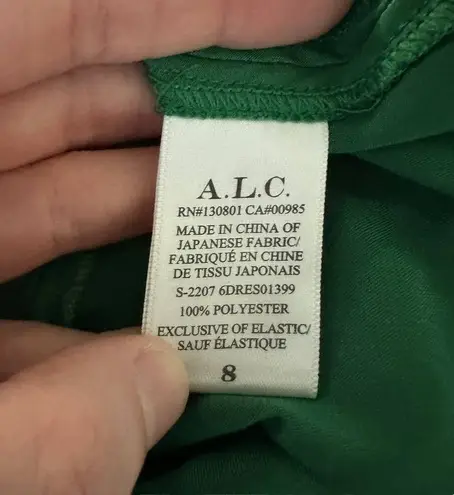 A.L.C.
RN#130801 CA#00985
MADE IN CHINA OF
JAPANESE FABRIC/
FABRIQUÉ EN CHINE
DE TISSU JAPONAIS
S-2207 6DRES01399
100% POLYESTER
EXCLUSIVE OF ELASTIC/
SAUF ÉLASTIQUE
8